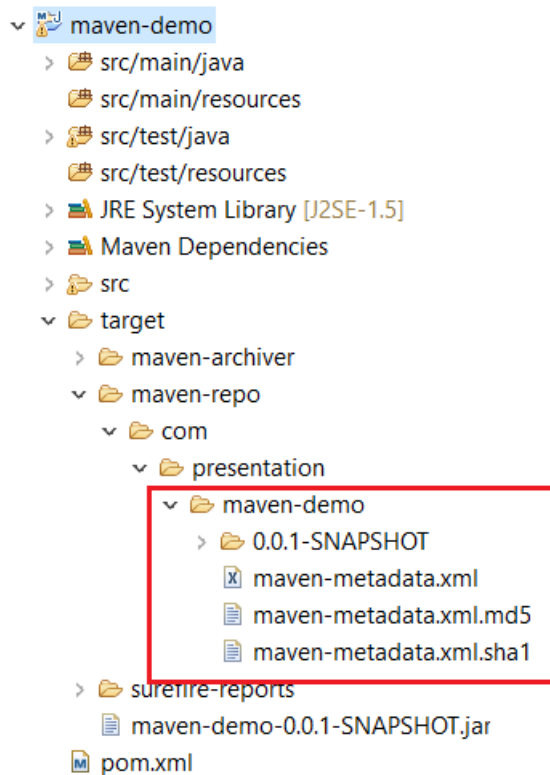 maven-demo
src/main/java
src/main/resources
src/test/java
src/test/resources
JRE System Library [J2SE-1.5]
Maven Dependencies
src
target
maven-archiver
maven-repo
com
presentation
maven-demo
0.0.1-SNAPSHOT
maven-metadata.xml
maven-metadata.xml.md5
maven-metadata.xml.sha1
surefire-reports
maven-demo-0.0.1-SNAPSHOT.jar
pom.xml